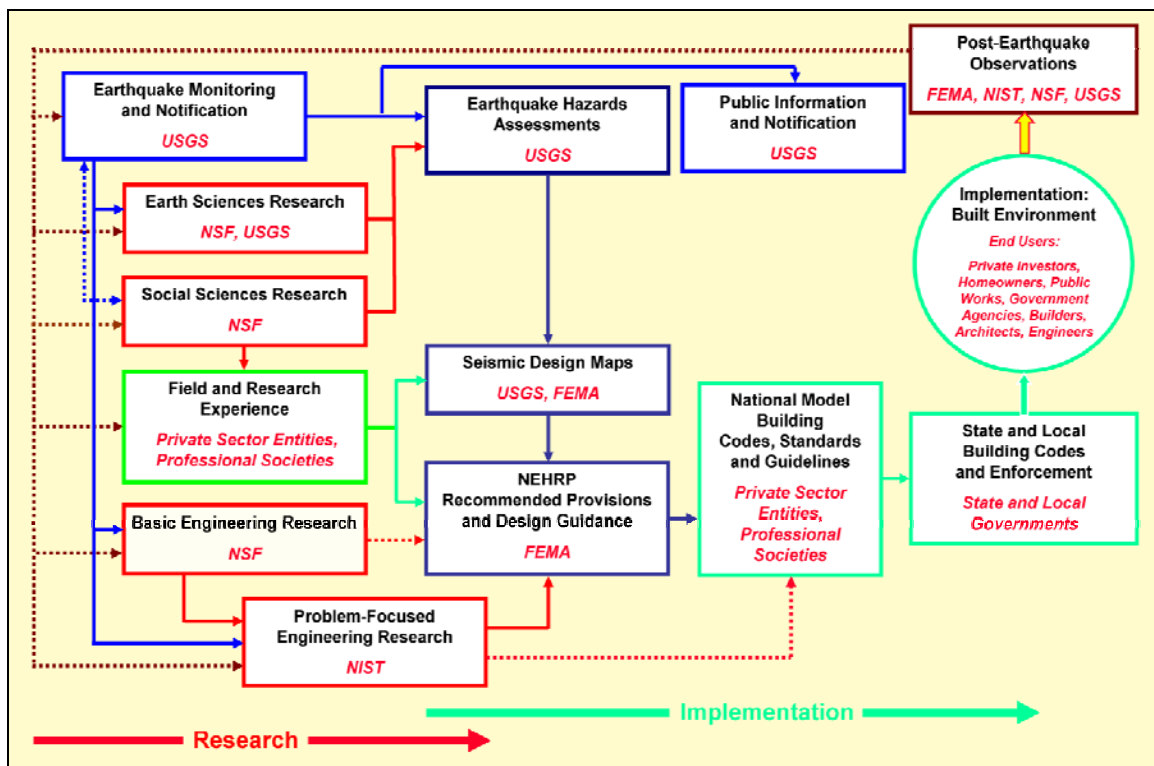 Post-Earthquake
Observations
FEMA, NIST, NSF, USGS
Earthquake Monitoring
and Notification
USGS
Earthquake Hazards
Assessments
USGS
Public Information
and Notification
USGS
Earth Sciences Research
NSF, USGS
Social Sciences Research
NSF
Field and Research
Experience
Private Sector Entities,
Professional Societies
Basic Engineering Research
NSF
Problem-Focused
Engineering Research
NIST
Seismic Design Maps
USGS, FEMA
NEHRP
Recommended Provisions
and Design Guidance
FEMA
National Model
Building
Codes, Standards
and Guidelines
Private Sector
Entities,
Professional
Societies
State and Local
Building Codes
and Enforcement
State and Local
Governments
Implementation:
Built Environment
End Users:
Private Investors,
Homeowners, Public
Works, Government
Agencies, Builders,
Architects, Engineers
Implementation
Research